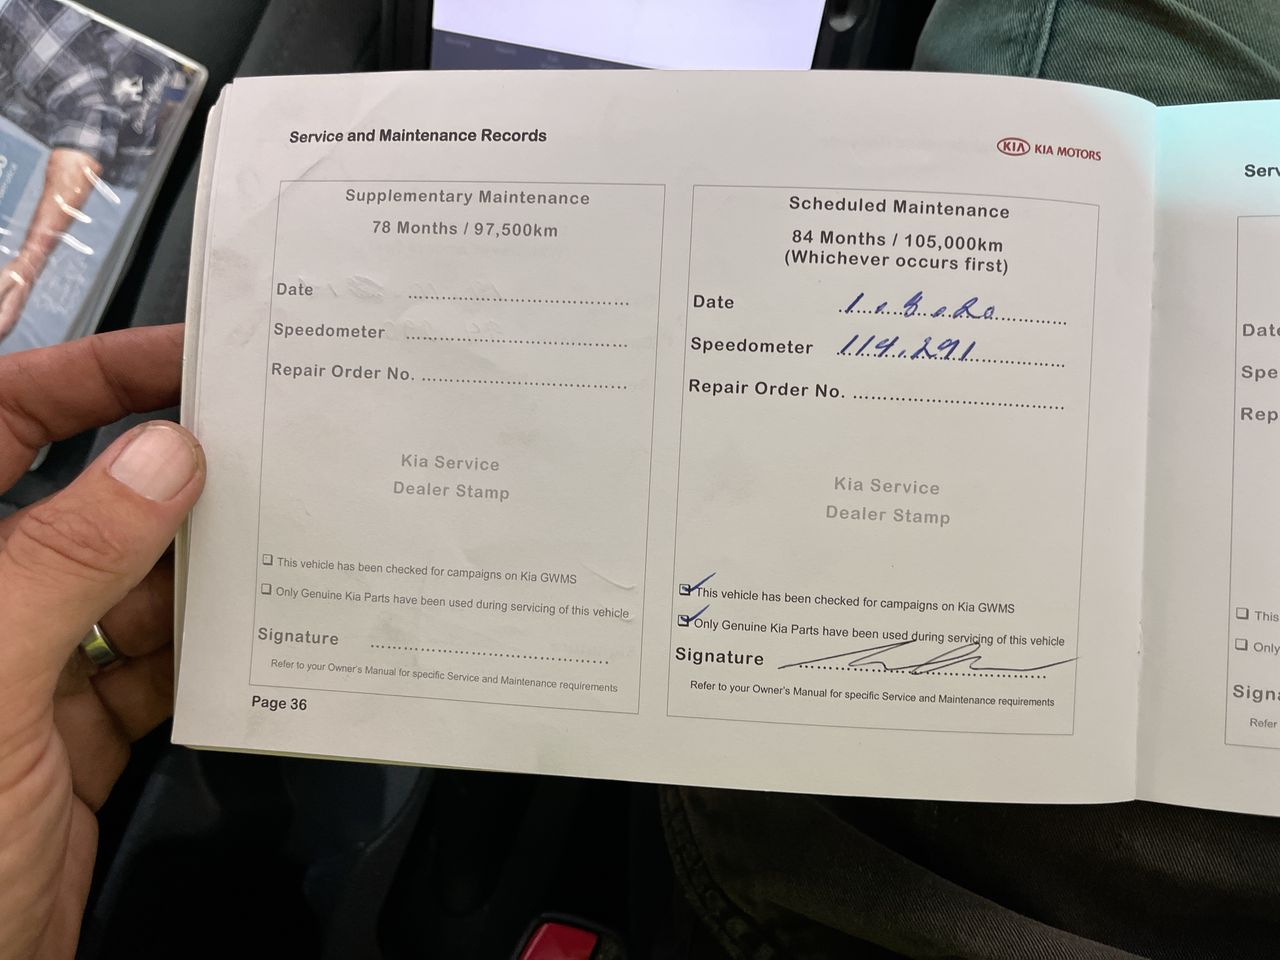 Service and Maintenance Records
KIA KIA MOTORS
Supplementary Maintenance
78 Months / 97,500km
Date
Speedometer
Repair Order No.
Kia Service
Dealer Stamp
❑ This vehicle has been checked for campaigns on Kia GWMS
❑ Only Genuine Kia Parts have been used during servicing of this vehicle
Signature
Refer to your Owner's Manual for specific Service and Maintenance requirements
Page 36
Scheduled Maintenance
84 Months / 105,000km
(Whichever occurs first)
Date
Speedometer 114,291
Repair Order No.
Kia Service
Dealer Stamp
This vehicle has been checked for campaigns on Kia GWMS
Only Genuine Kia Parts have been used during servicing of this vehicle
Signature
Refer to your Owner's Manual for specific Service and Maintenance requirements
Serv
Date
Spe
Rep
❑ This
❑ Only
Signa
Refer